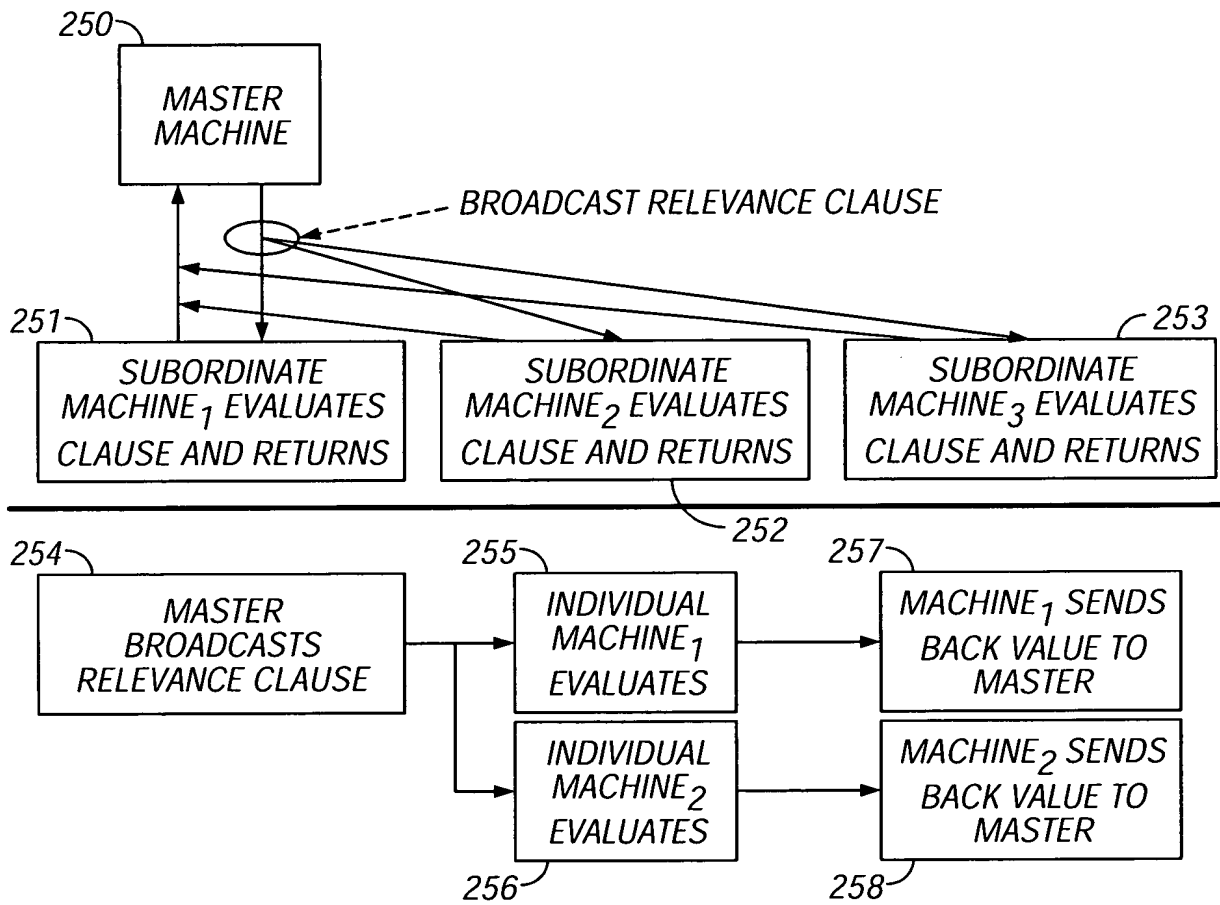 250
MASTER
MACHINE
BROADCAST RELEVANCE CLAUSE
251
SUBORDINATE
MACHINE1 EVALUATES
CLAUSE AND RETURNS
SUBORDINATE
MACHINE2 EVALUATES
CLAUSE AND RETURNS
252
253
SUBORDINATE
MACHINE3 EVALUATES
CLAUSE AND RETURNS
254
MASTER
BROADCASTS
RELEVANCE CLAUSE
255
INDIVIDUAL
MACHINE1
EVALUATES
257
MACHINE1 SENDS
BACK VALUE TO
MASTER
INDIVIDUAL
MACHINE2
EVALUATES
256
MACHINE2 SENDS
BACK VALUE TO
MASTER
258